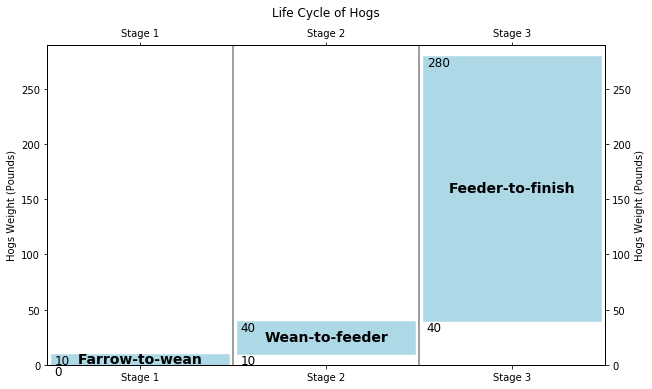 Life Cycle of Hogs
Stage 1 Stage 2 Stage 3
280
250 250
200 200
Feeder-to-finish
150 150
Hogs Weight (Pounds) Hogs Weight (Pounds)
100 100
50 50
40 Wean-to-feeder 40
10 Farrow-to-wean 10
0 0
0
Stage 1 Stage 2 Stage 3